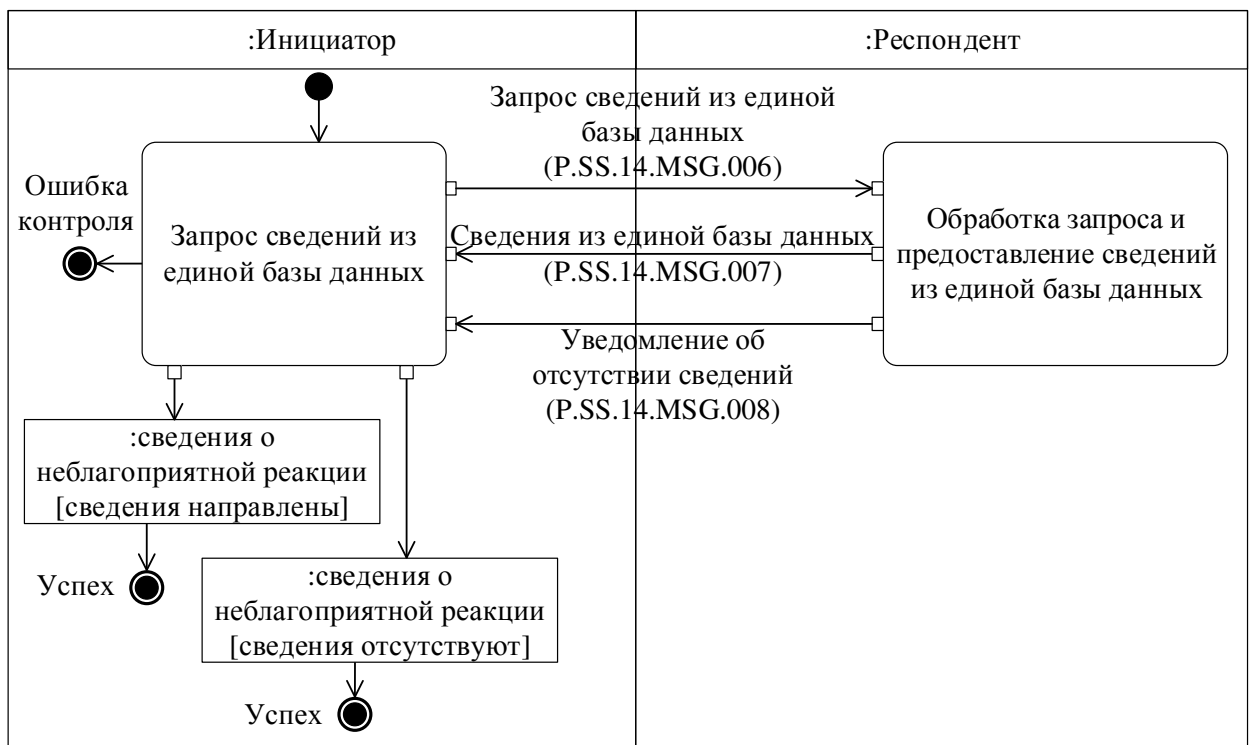 :Инициатор
:Респондент
Запрос сведений из единой
базы данных
(P.SS.14.MSG.006)
Ошибка
контроля
Запрос сведений из
единой базы данных
Сведения из единой базы данных
(P.SS.14.MSG.007)
Обработка запроса и
предоставление сведений
из единой базы данных
Уведомление об
отсутствии сведений
(P.SS.14.MSG.008)
:сведения о
неблагоприятной реакции
[сведения направлены]
Успех
:сведения о
неблагоприятной реакции
[сведения отсутствуют]
Успех